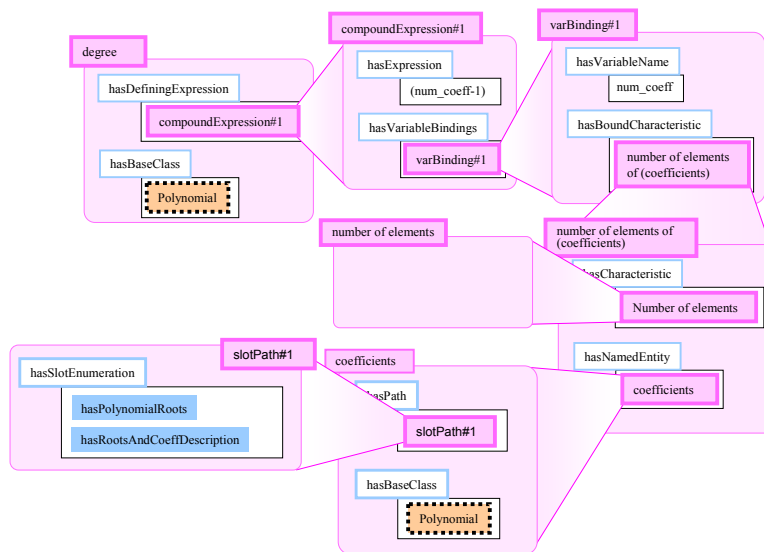 degree
hasDefiningExpression
compoundExpression#1
hasBaseClass
Polynomial
compoundExpression#1
hasExpression
(num_coeff-1)
hasVariableBindings
varBinding#1
varBinding#1
hasVariableName
num_coeff
hasBoundCharacteristic
number of elements
of (coefficients)
number of elements
number of elements of
(coefficients)
hasCharacteristic
Number of elements
hasNamedEntity
coefficients
slotPath#1
hasSlotEnumeration
hasPolynomialRoots
hasRootsAndCoeffDescription
coefficients
hasPath
slotPath#1
hasBaseClass
Polynomial